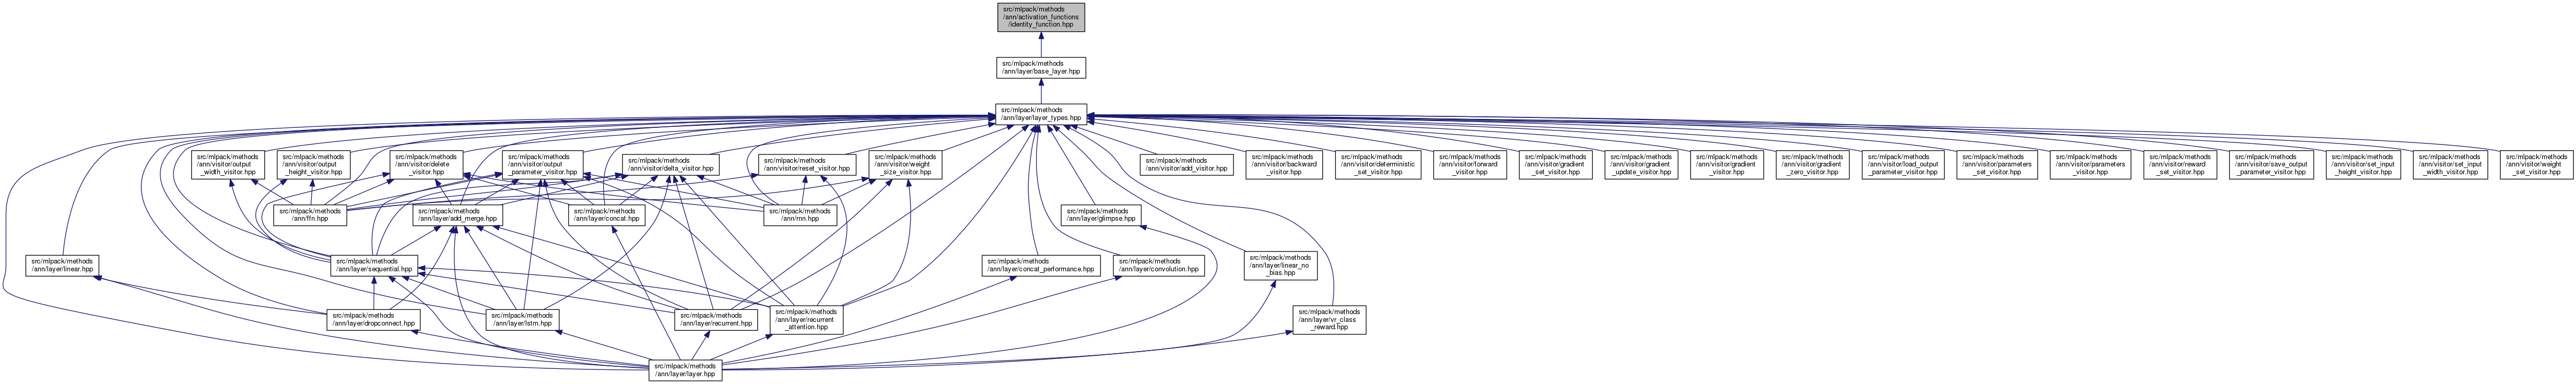 src/mlpack/methods
/ann/activation_functions
/identity_function.hpp
src/mlpack/methods
/ann/layer/base_layer.hpp
src/mlpack/methods
/ann/layer/layer_types.hpp
src/mlpack/methods
/ann/visitor/output
_width_visitor.hpp
src/mlpack/methods
/ann/visitor/output
_height_visitor.hpp
src/mlpack/methods
/ann/visitor/delete
_visitor.hpp
src/mlpack/methods
/ann/visitor/output
_parameter_visitor.hpp
src/mlpack/methods
/ann/visitor/delta_visitor.hpp
src/mlpack/methods
/ann/visitor/reset_visitor.hpp
src/mlpack/methods
/ann/visitor/weight
_size_visitor.hpp
src/mlpack/methods
/ann/visitor/add_visitor.hpp
src/mlpack/methods
/ann/visitor/backward
_visitor.hpp
src/mlpack/methods
/ann/visitor/deterministic
_set_visitor.hpp
src/mlpack/methods
/ann/visitor/forward
_visitor.hpp
src/mlpack/methods
/ann/visitor/gradient
_set_visitor.hpp
src/mlpack/methods
/ann/visitor/gradient
_update_visitor.hpp
src/mlpack/methods
/ann/visitor/gradient
_visitor.hpp
src/mlpack/methods
/ann/visitor/gradient
_zero_visitor.hpp
src/mlpack/methods
/ann/visitor/load_output
_parameter_visitor.hpp
src/mlpack/methods
/ann/visitor/parameters
_set_visitor.hpp
src/mlpack/methods
/ann/visitor/parameters
_visitor.hpp
src/mlpack/methods
/ann/visitor/reward
_set_visitor.hpp
src/mlpack/methods
/ann/visitor/save_output
_parameter_visitor.hpp
src/mlpack/methods
/ann/visitor/set_input
_height_visitor.hpp
src/mlpack/methods
/ann/visitor/set_input
_width_visitor.hpp
src/mlpack/methods
/ann/visitor/weight
_set_visitor.hpp
src/mlpack/methods
/ann/ffn.hpp
src/mlpack/methods
/ann/layer/add_merge.hpp
src/mlpack/methods
/ann/layer/concat.hpp
src/mlpack/methods
/ann/rnn.hpp
src/mlpack/methods
/ann/layer/glimpse.hpp
src/mlpack/methods
/ann/layer/linear.hpp
src/mlpack/methods
/ann/layer/sequential.hpp
src/mlpack/methods
/ann/layer/concat_performance.hpp
src/mlpack/methods
/ann/layer/convolution.hpp
src/mlpack/methods
/ann/layer/linear_no
_bias.hpp
src/mlpack/methods
/ann/layer/dropconnect.hpp
src/mlpack/methods
/ann/layer/lstm.hpp
src/mlpack/methods
/ann/layer/recurrent.hpp
src/mlpack/methods
/ann/layer/recurrent
_attention.hpp
src/mlpack/methods
/ann/layer/vr_class
_reward.hpp
src/mlpack/methods
/ann/layer/layer.hpp